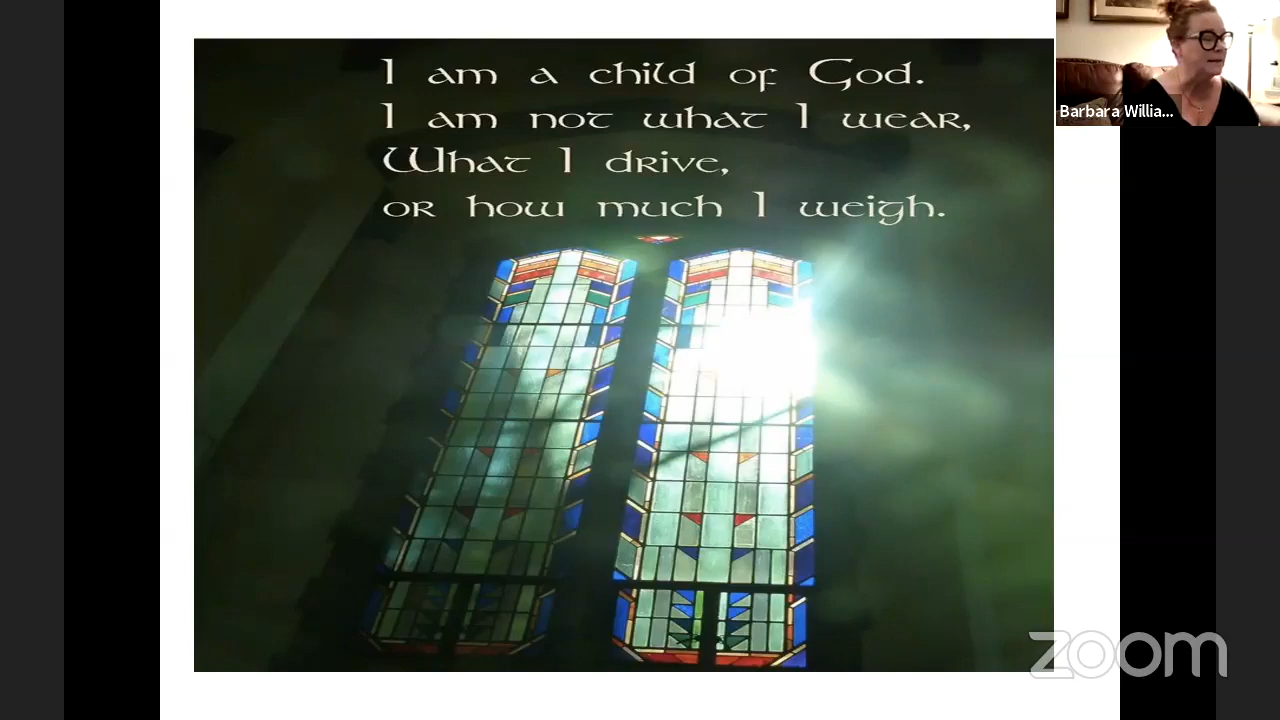 I am a child of God.
I am not what I wear,
What I drive,
or how much I weigh.
Barbara Willia...
zoom